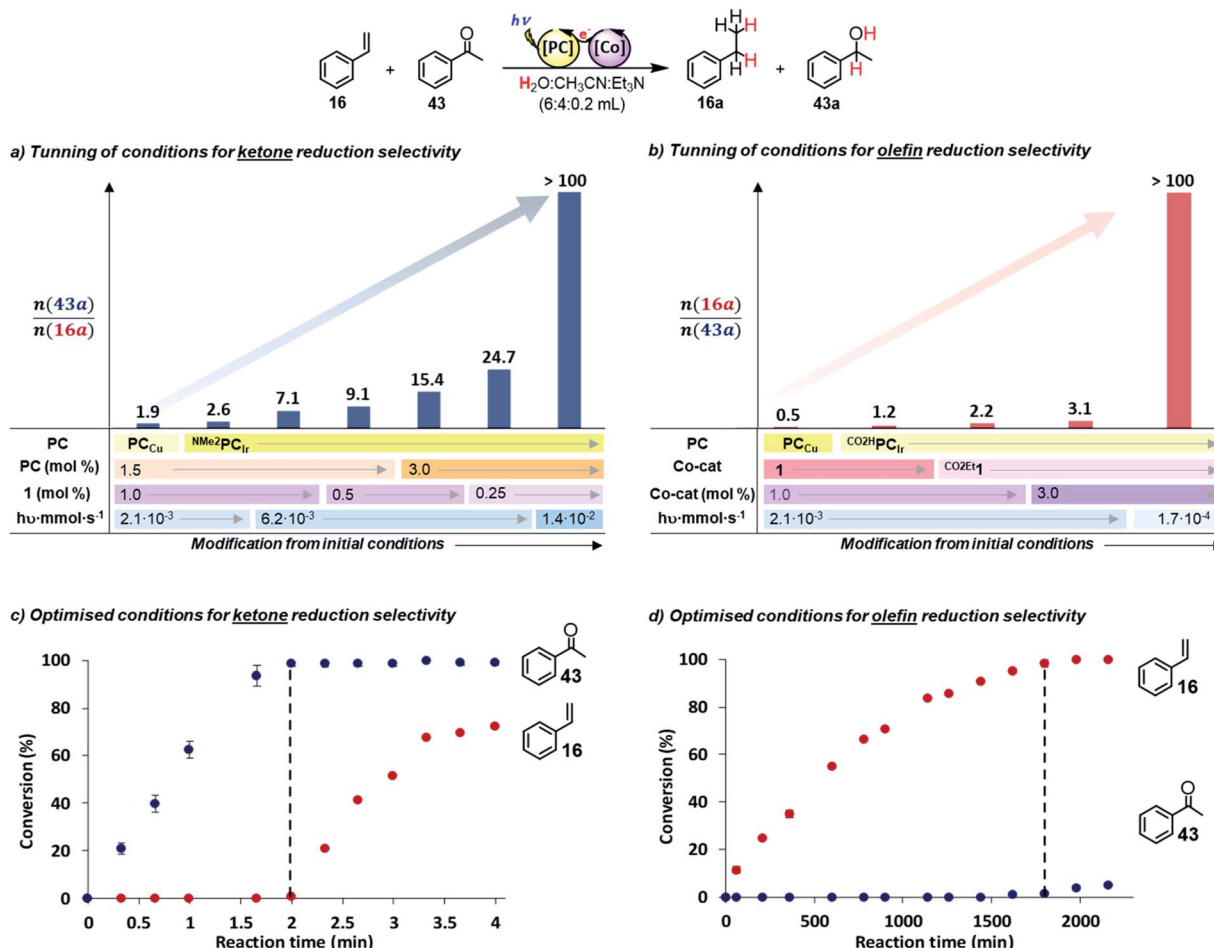 hν
e⁻
[PC] [Co]
16 + 43
H₂O:CH₃CN:Et₃N
(6:4:0.2 mL)
O
H
H H
H
H
16a + 43a
OH
H
a) Tunning of conditions for ketone reduction selectivity
> 100
n(43a)
n(16a)
24.7
15.4
9.1
7.1
2.6
1.9
PC PC_Cu NMe2PC_Ir
PC (mol %) 1.5 3.0
1 (mol %) 1.0 0.5 0.25
hυ·mmol·s⁻¹ 2.1·10⁻³ 6.2·10⁻³ 1.4·10⁻²
Modification from initial conditions
b) Tunning of conditions for olefin reduction selectivity
> 100
n(16a)
n(43a)
0.5 1.2 2.2 3.1
PC PC_Cu CO2HPC_Ir
Co-cat 1 CO2Et1
Co-cat (mol %) 1.0 3.0
hυ·mmol·s⁻¹ 2.1·10⁻³ 1.7·10⁻⁴
Modification from initial conditions
c) Optimised conditions for ketone reduction selectivity
O
43
16
Conversion (%)
100
80
60
40
20
0
0 0.5 1 1.5 2 2.5 3 3.5 4
Reaction time (min)
d) Optimised conditions for olefin reduction selectivity
16
O
43
Conversion (%)
100
80
60
40
20
0
0 500 1000 1500 2000
Reaction time (min)